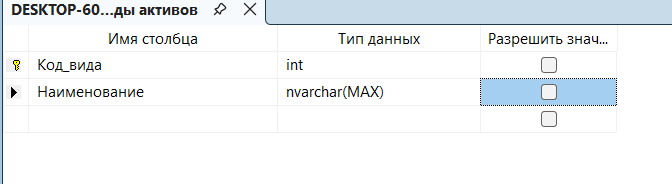 DESKTOP-60...ды активов
Имя столбца Тип данных Разрешить знач...
Код_вида int
Наименование nvarchar(MAX)